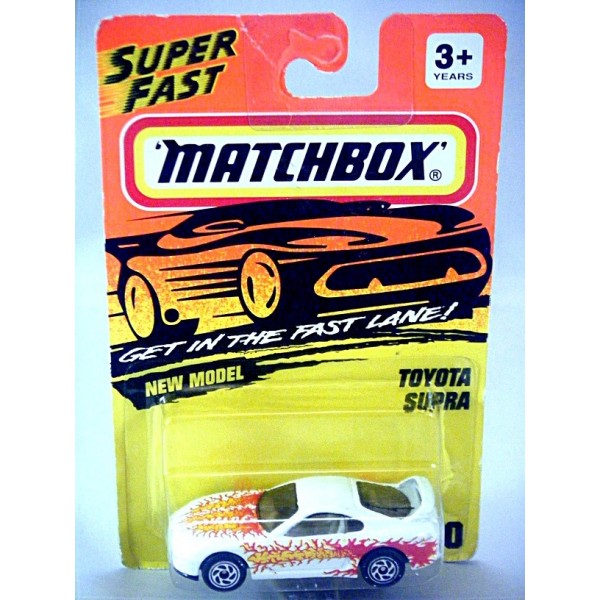 SUPER
FAST
3+
YEARS
'MATCHBOX'®
GET IN THE FAST LANE!
NEW MODEL
TOYOTA
SUPRA